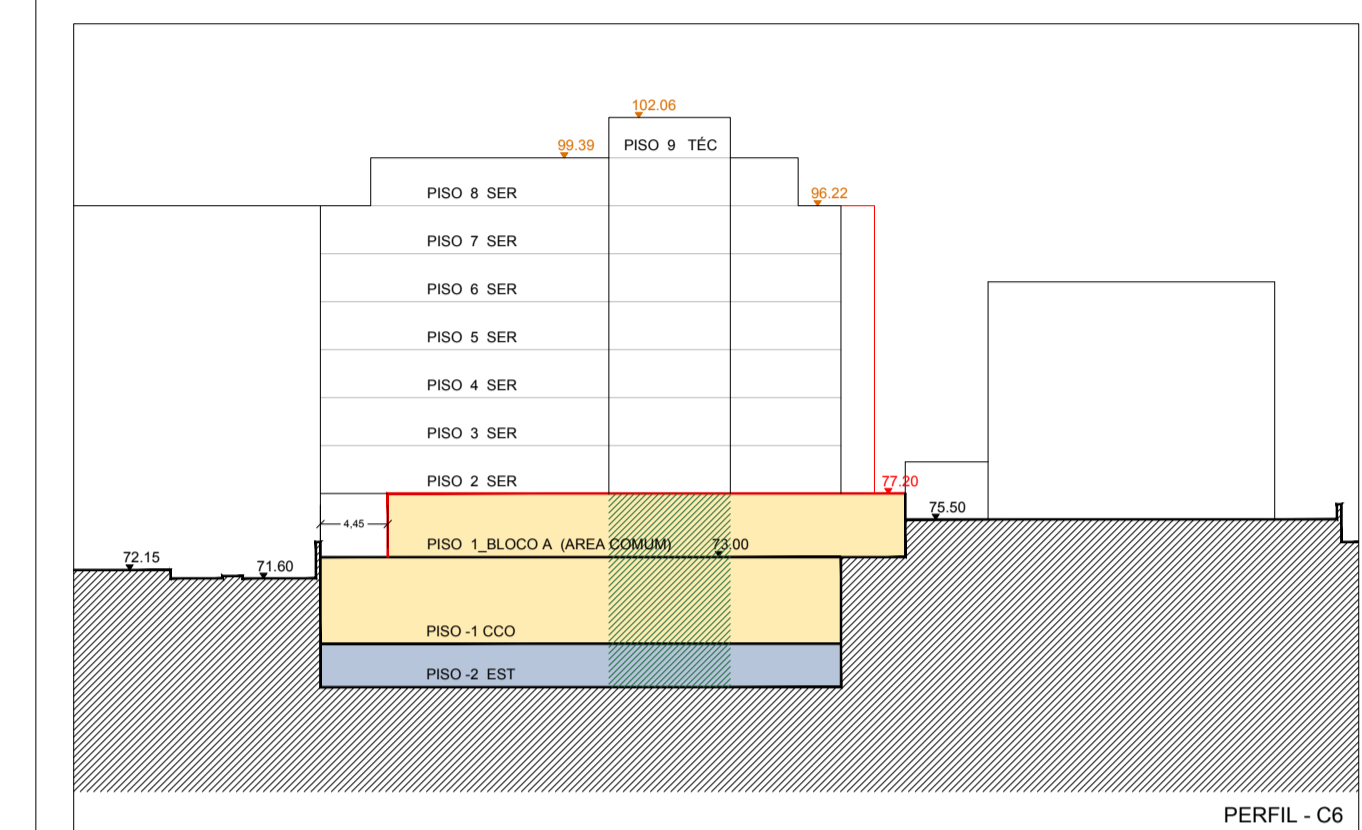 102.06
99.39
PISO 9 TÉC
PISO 8 SER
96.22
PISO 7 SER
PISO 6 SER
PISO 5 SER
PISO 4 SER
PISO 3 SER
PISO 2 SER
77.20
75.50
4,45
PISO 1_BLOCO A (AREA COMUM)
73.00
72.15
71.60
PISO -1 CCO
PISO -2 EST
PERFIL - C6